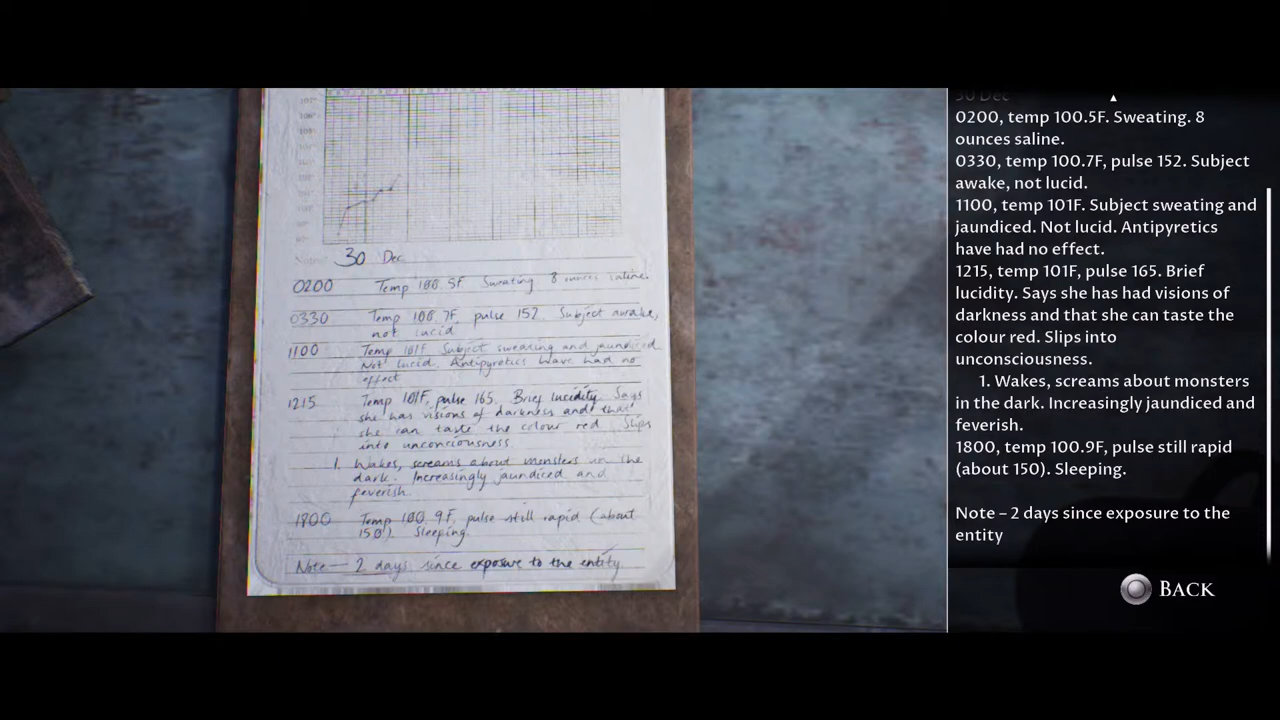 30 Dec
0200 Temp 100.5F Sweating 8 ounces saline.
0330 Temp 100.7F pulse 152. Subject awake,
not lucid
1100 Temp 101F Subject sweating and jaundiced.
Not lucid. Antipyretics have had no
effect
1215 Temp 101F, pulse 165. Brief lucidity. Says
she has visions of darkness and that
she can taste the colour red. Slips
into unconciousness.
1. Wakes, screams about monsters in the
dark. Increasingly jaundiced and
feverish.
1800 Temp 100.9F, pulse still rapid (about
150). Sleeping.
Note — 2 days since exposure to the entity
30 Dec
0200, temp 100.5F. Sweating. 8
ounces saline.
0330, temp 100.7F, pulse 152. Subject
awake, not lucid.
1100, temp 101F. Subject sweating and
jaundiced. Not lucid. Antipyretics
have had no effect.
1215, temp 101F, pulse 165. Brief
lucidity. Says she has had visions of
darkness and that she can taste the
colour red. Slips into
unconsciousness.
1. Wakes, screams about monsters
in the dark. Increasingly jaundiced and
feverish.
1800, temp 100.9F, pulse still rapid
(about 150). Sleeping.
Note – 2 days since exposure to the
entity
BACK